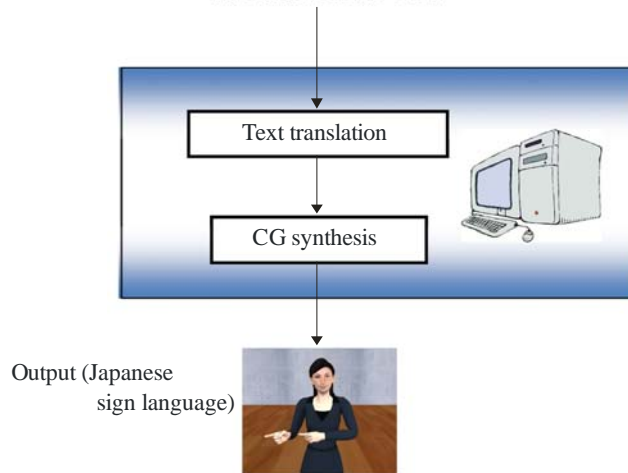 Text translation
CG synthesis
Output (Japanese
sign language)